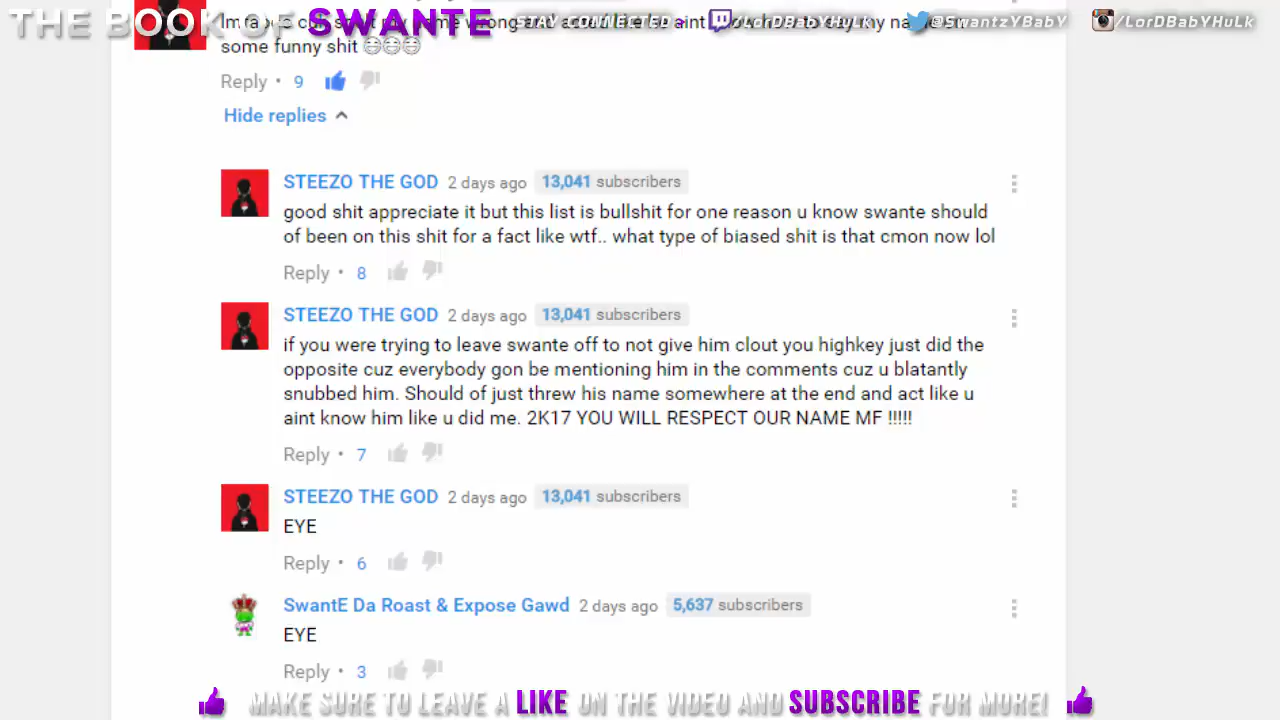 THE BOOK OF SWANTE STAY CONNECTED - /LorDBabYHuLk @SwantzYBabY /LorDBabYHuLk
some funny shit 😂😂😂
Reply • 9
Hide replies
STEEZO THE GOD 2 days ago 13,041 subscribers
good shit appreciate it but this list is bullshit for one reason u know swante should
of been on this shit for a fact like wtf.. what type of biased shit is that cmon now lol
Reply • 8
STEEZO THE GOD 2 days ago 13,041 subscribers
if you were trying to leave swante off to not give him clout you highkey just did the
opposite cuz everybody gon be mentioning him in the comments cuz u blatantly
snubbed him. Should of just threw his name somewhere at the end and act like u
aint know him like u did me. 2K17 YOU WILL RESPECT OUR NAME MF !!!!!
Reply • 7
STEEZO THE GOD 2 days ago 13,041 subscribers
EYE
Reply • 6
SwantE Da Roast & Expose Gawd 2 days ago 5,637 subscribers
EYE
Reply • 3
MAKE SURE TO LEAVE A LIKE ON THE VIDEO AND SUBSCRIBE FOR MORE!